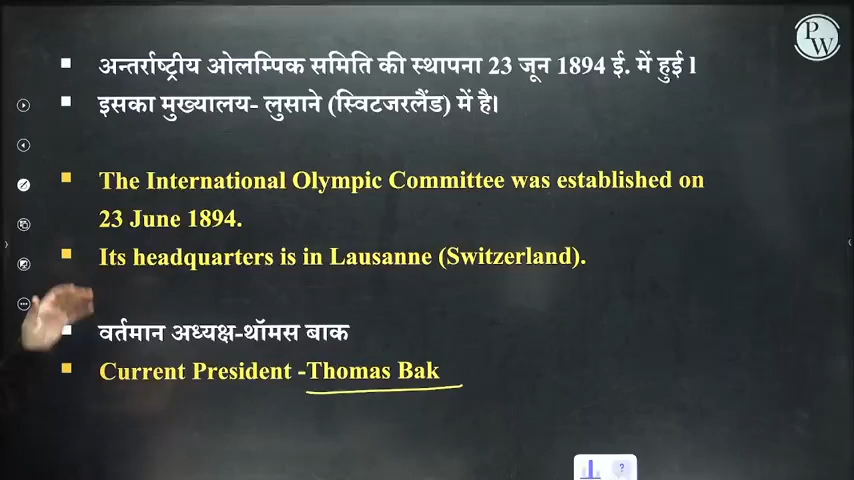 PW
अन्तर्राष्ट्रीय ओलम्पिक समिति की स्थापना 23 जून 1894 ई. में हुई l
इसका मुख्यालय- लुसाने (स्विटजरलैंड) में है।
The International Olympic Committee was established on
23 June 1894.
Its headquarters is in Lausanne (Switzerland).
वर्तमान अध्यक्ष-थॉमस बाक
Current President -Thomas Bak